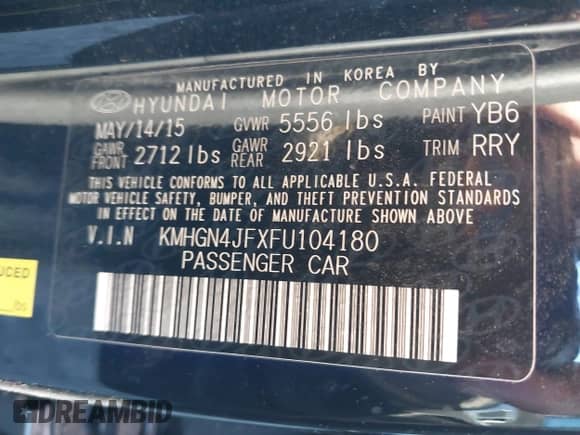 MANUFACTURED IN KOREA BY
HYUNDAI MOTOR COMPANY
MAY/14/15 GVWR 5556 lbs PAINT YB6
GAWR FRONT 2712 lbs GAWR REAR 2921 lbs TRIM RRY
THIS VEHICLE CONFORMS TO ALL APPLICABLE U.S.A. FEDERAL
MOTOR VEHICLE SAFETY, BUMPER, AND THEFT PREVENTION STANDARDS
IN EFFECT ON THE DATE OF MANUFACTURE SHOWN ABOVE
V.I.N KMHGN4JFXFU104180
PASSENGER CAR
lbs
DREAMBID